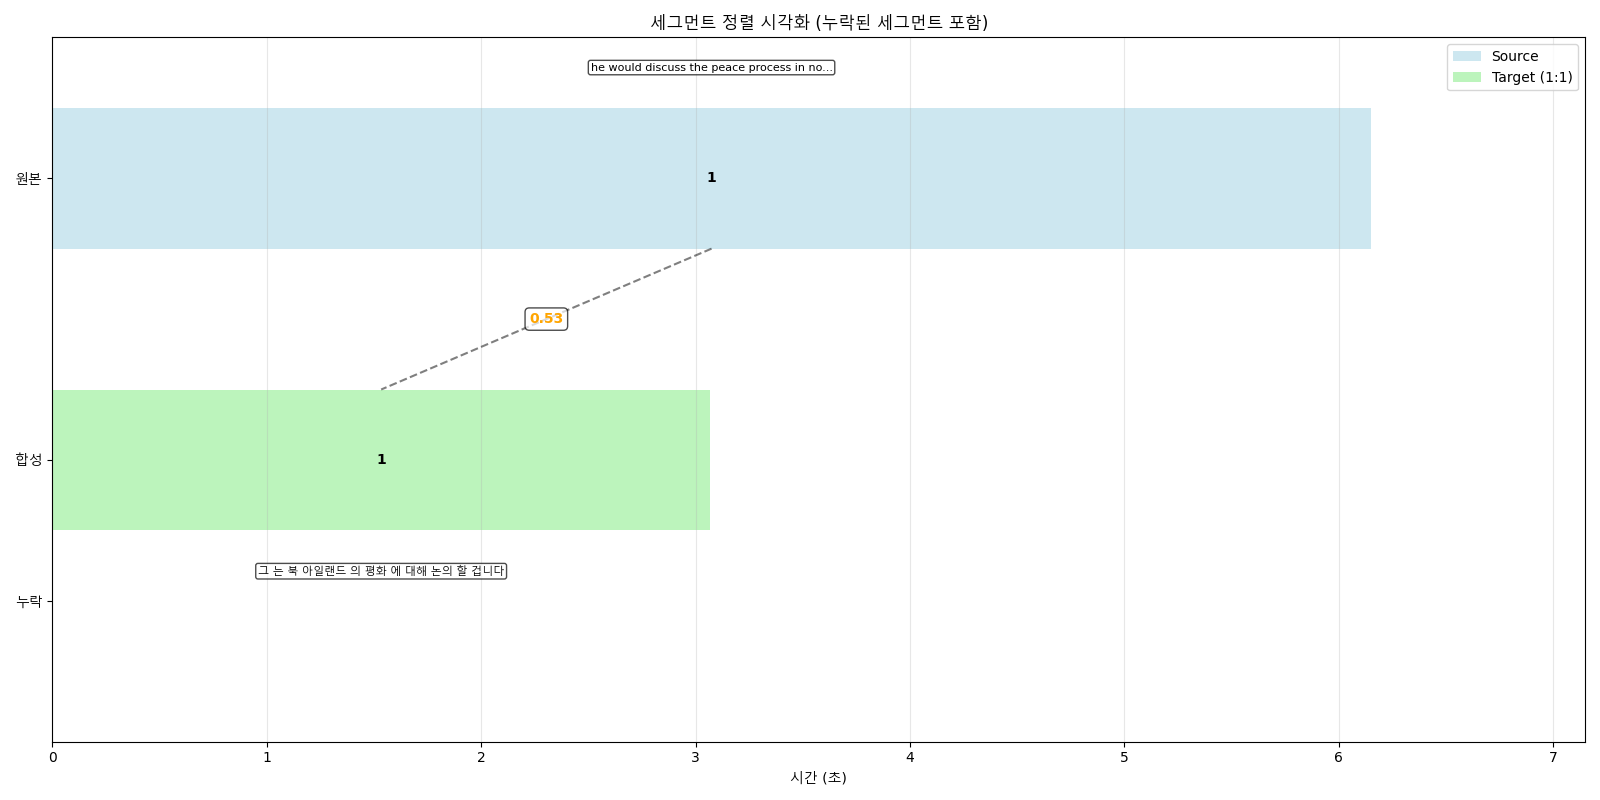 세그먼트 정렬 시각화 (누락된 세그먼트 포함)
he would discuss the peace process in no...
Source
Target (1:1)
원본
1
0.53
합성
1
그 는 북 아일랜드 의 평화 에 대해 논의 할 겁니다
누락
0 1 2 3 4 5 6 7
시간 (초)